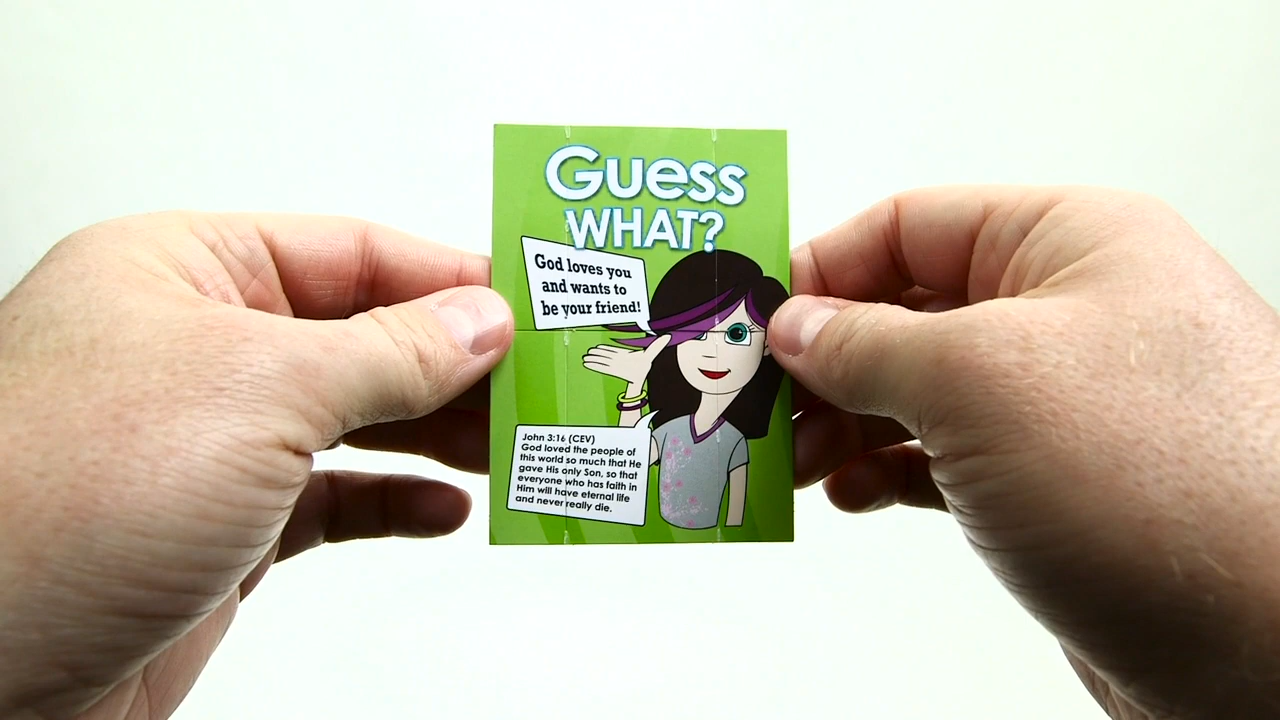 Guess
WHAT?
God loves you
and wants to
be your friend!
John 3:16 (CEV)
God loved the people of
this world so much that He
gave His only Son, so that
everyone who has faith in
Him will have eternal life
and never really die.